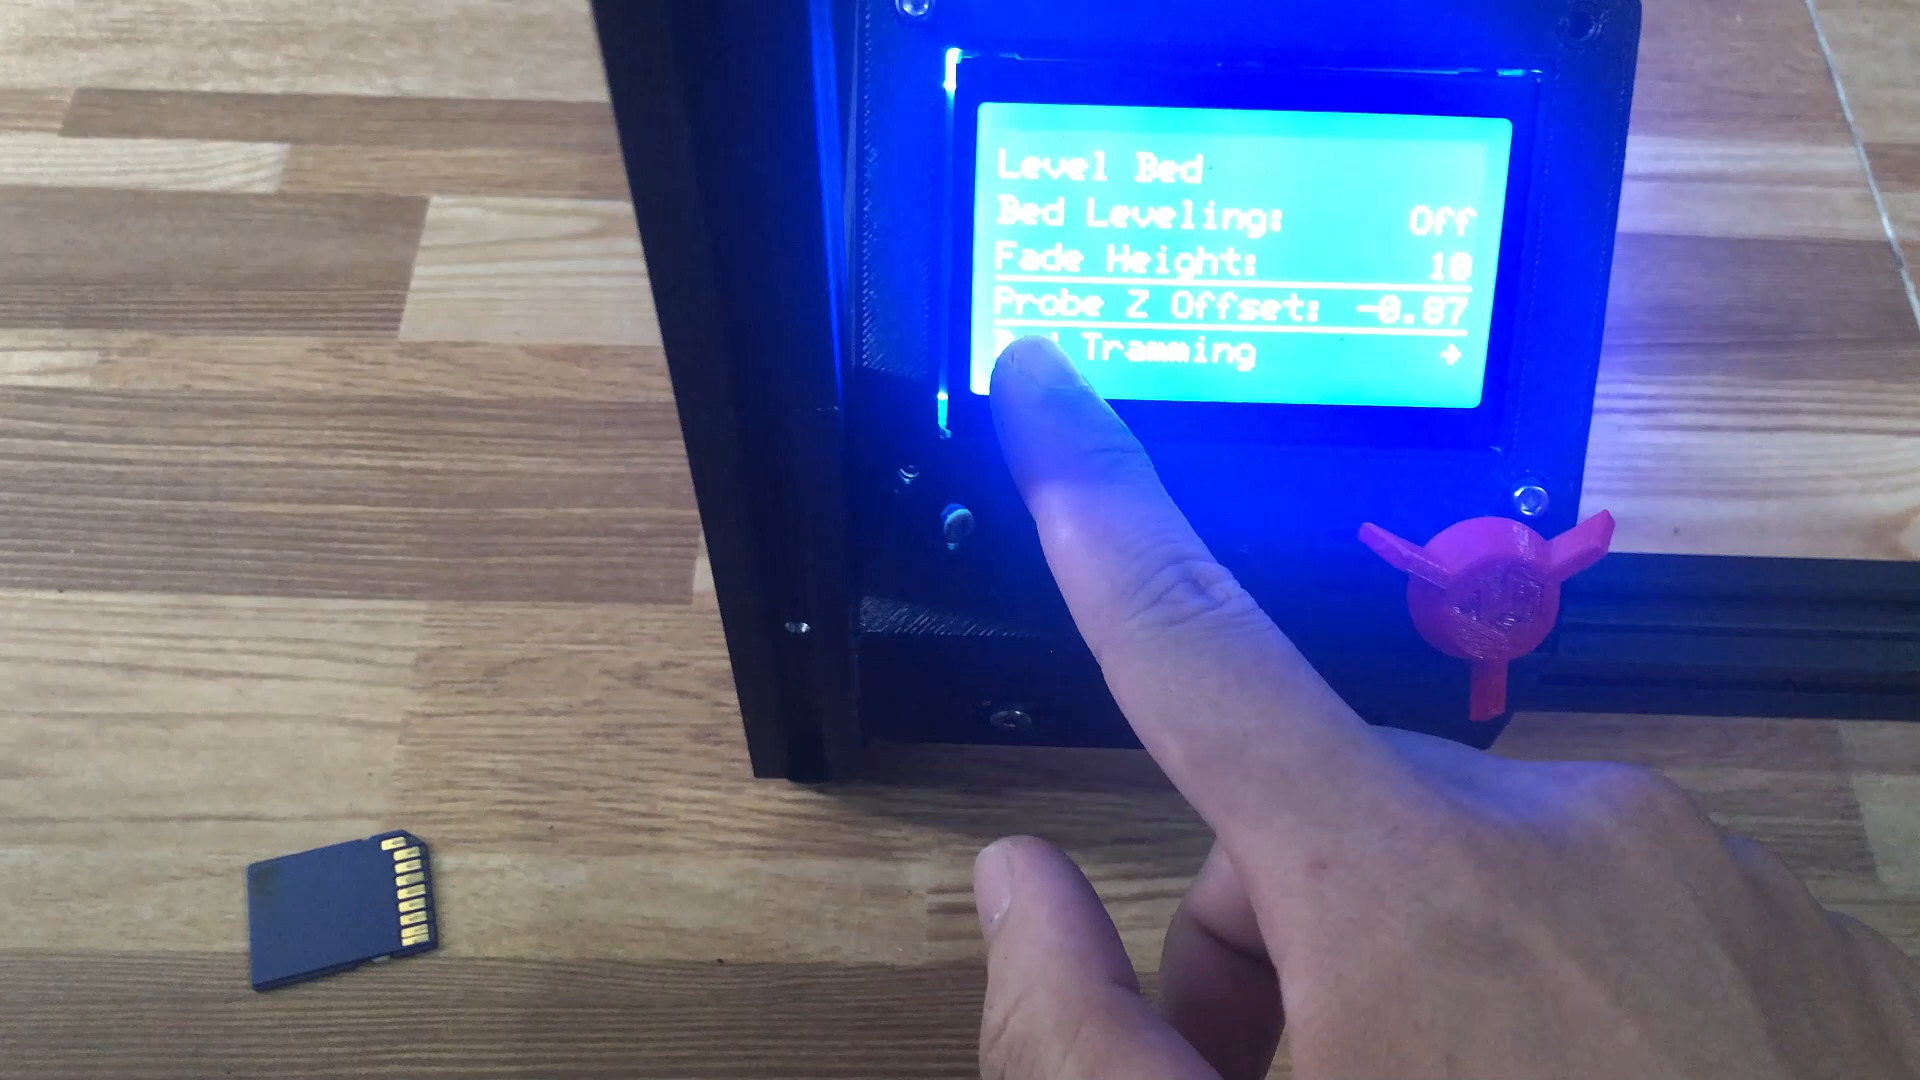 Level Bed
Bed Leveling: Off
Fade Height: 10
Probe Z Offset: -0.87
Tramming →